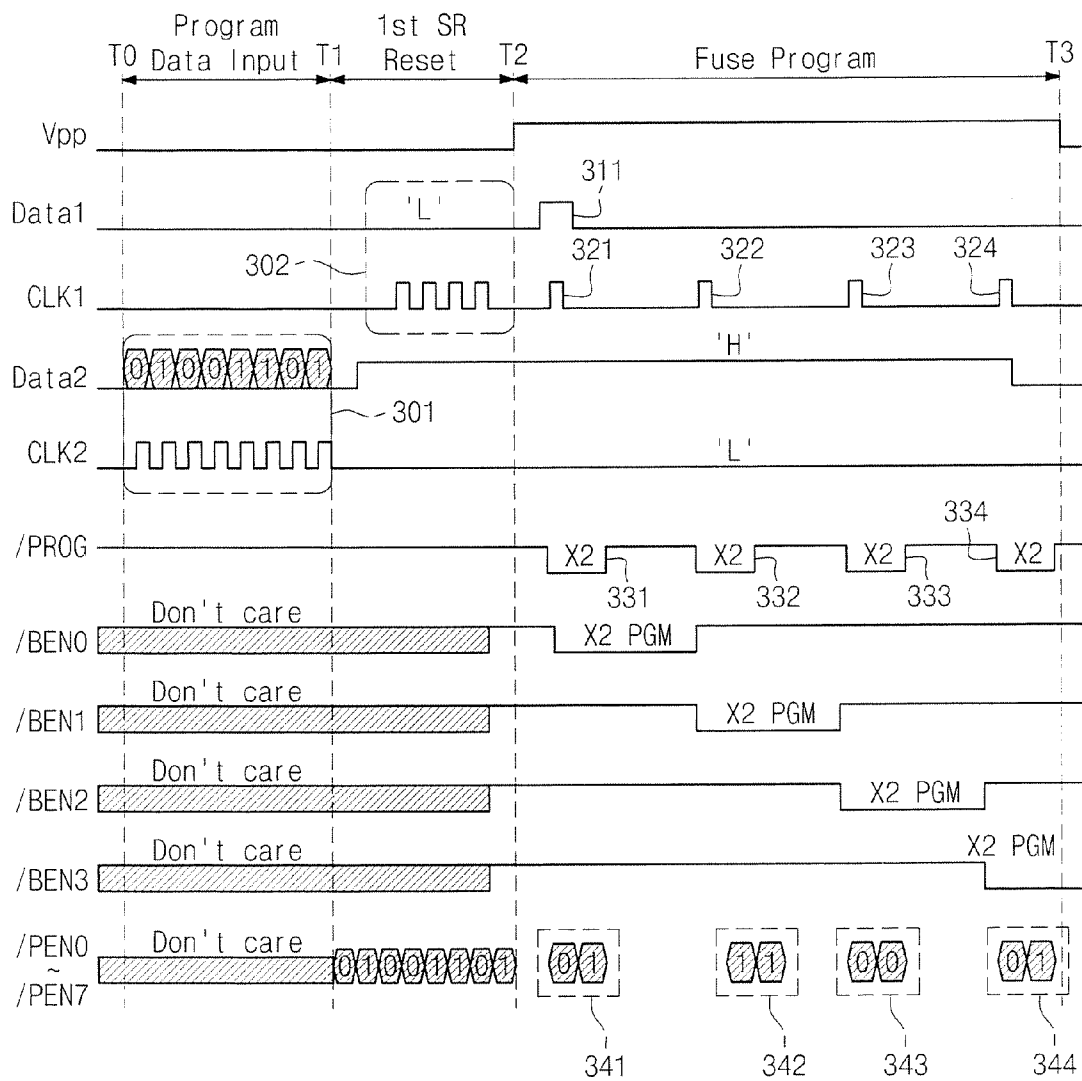 Program 1st SR
T0 Data Input T1 Reset T2 Fuse Program T3
Vpp
Data1 'L' 311
302 321 322 323 324
CLK1
'H'
Data2 0 1 0 0 1 1 0 1
301
CLK2 'L'
334
/PROG X2 X2 X2 X2
331 332 333
Don't care
/BEN0 X2 PGM
Don't care
/BEN1 X2 PGM
Don't care
/BEN2 X2 PGM
Don't care X2 PGM
/BEN3
/PEN0 Don't care
~ 0 1 0 0 1 1 0 1 0 1 1 1 0 0 0 1
/PEN7
341 342 343 344